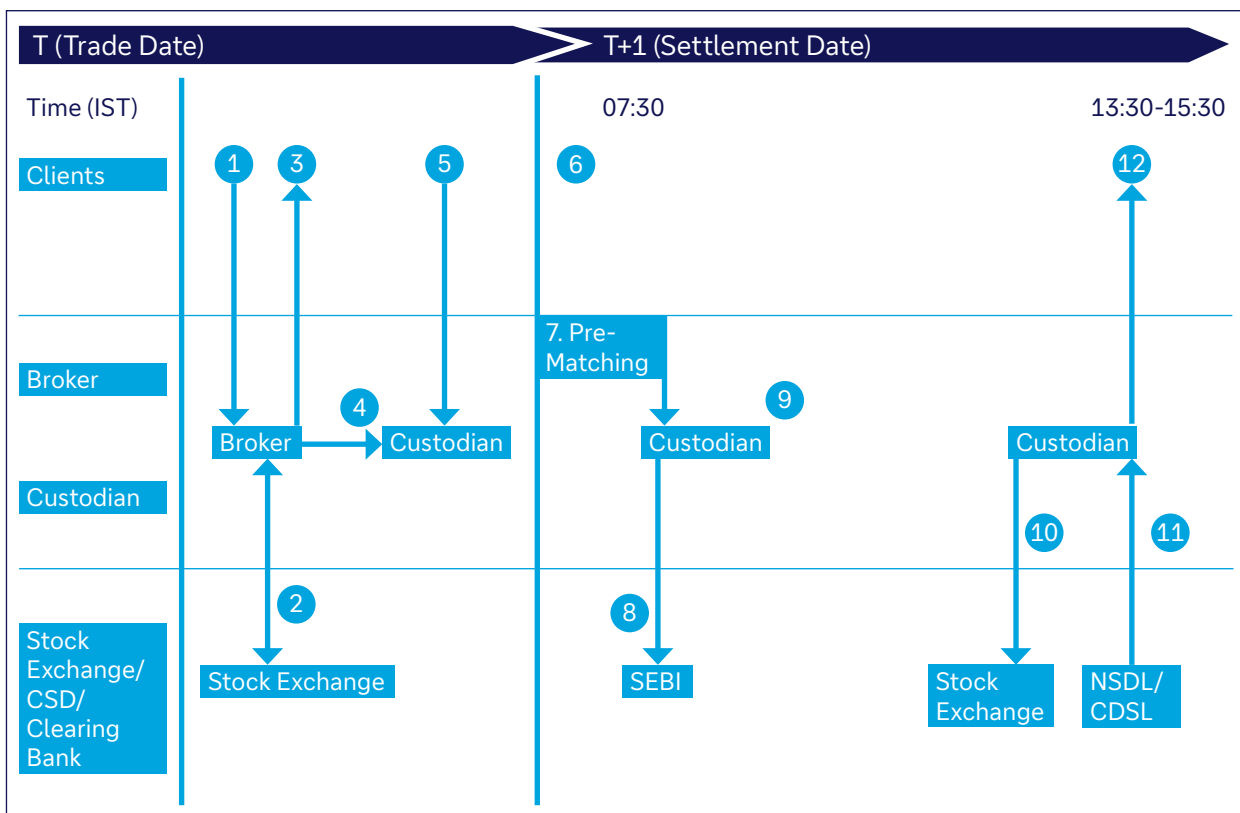 T (Trade Date)
T+1 (Settlement Date)
Time (IST)
07:30
13:30-15:30
Clients
1
3
5
6
12
7. Pre-
Matching
Broker
9
4
Broker
Custodian
Custodian
Custodian
Custodian
10
11
2
8
Stock
Exchange/
CSD/
Clearing
Bank
Stock Exchange
SEBI
Stock
Exchange
NSDL/
CDSL